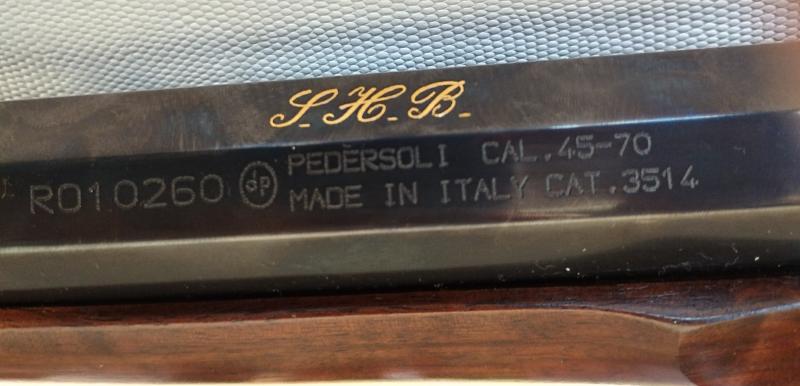 S.H.B.
R010260 dp PEDERSOLI CAL.45-70
MADE IN ITALY CAT.3514